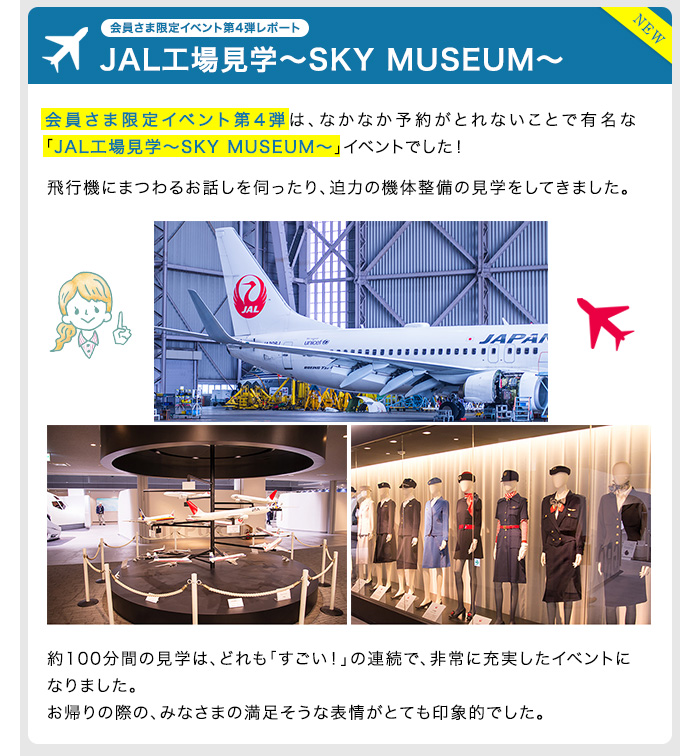 会員さま限定イベント第4弾レポート
JAL工場見学〜SKY MUSEUM〜
NEW
会員さま限定イベント第4弾は、なかなか予約がとれないことで有名な
「JAL工場見学〜SKY MUSEUM〜」イベントでした!
飛行機にまつわるお話しを伺ったり、迫力の機体整備の見学をしてきました。
JAL
unicef
JAPAN
約100分間の見学は、どれも「すごい!」の連続で、非常に充実したイベントに
なりました。
お帰りの際の、みなさまの満足そうな表情がとても印象的でした。